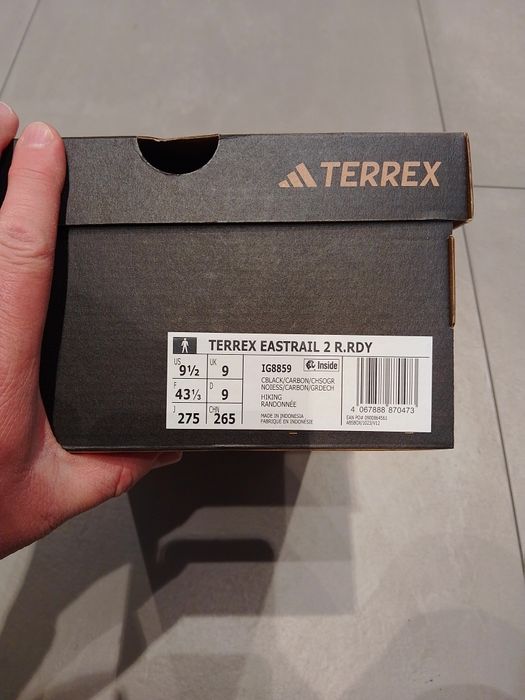 TERREX
TERREX EASTRAIL 2 R.RDY
US 9½ UK 9
F 43⅓ D 9
J 275 CHN 265
IG8859 Inside
CBLACK/CARBON/CHSOGR
NOIESS/CARBON/GRDECH
HIKING
RANDONNÉE
MADE IN INDONESIA
FABRIQUÉ EN INDONÉSIE
4 067888 870473